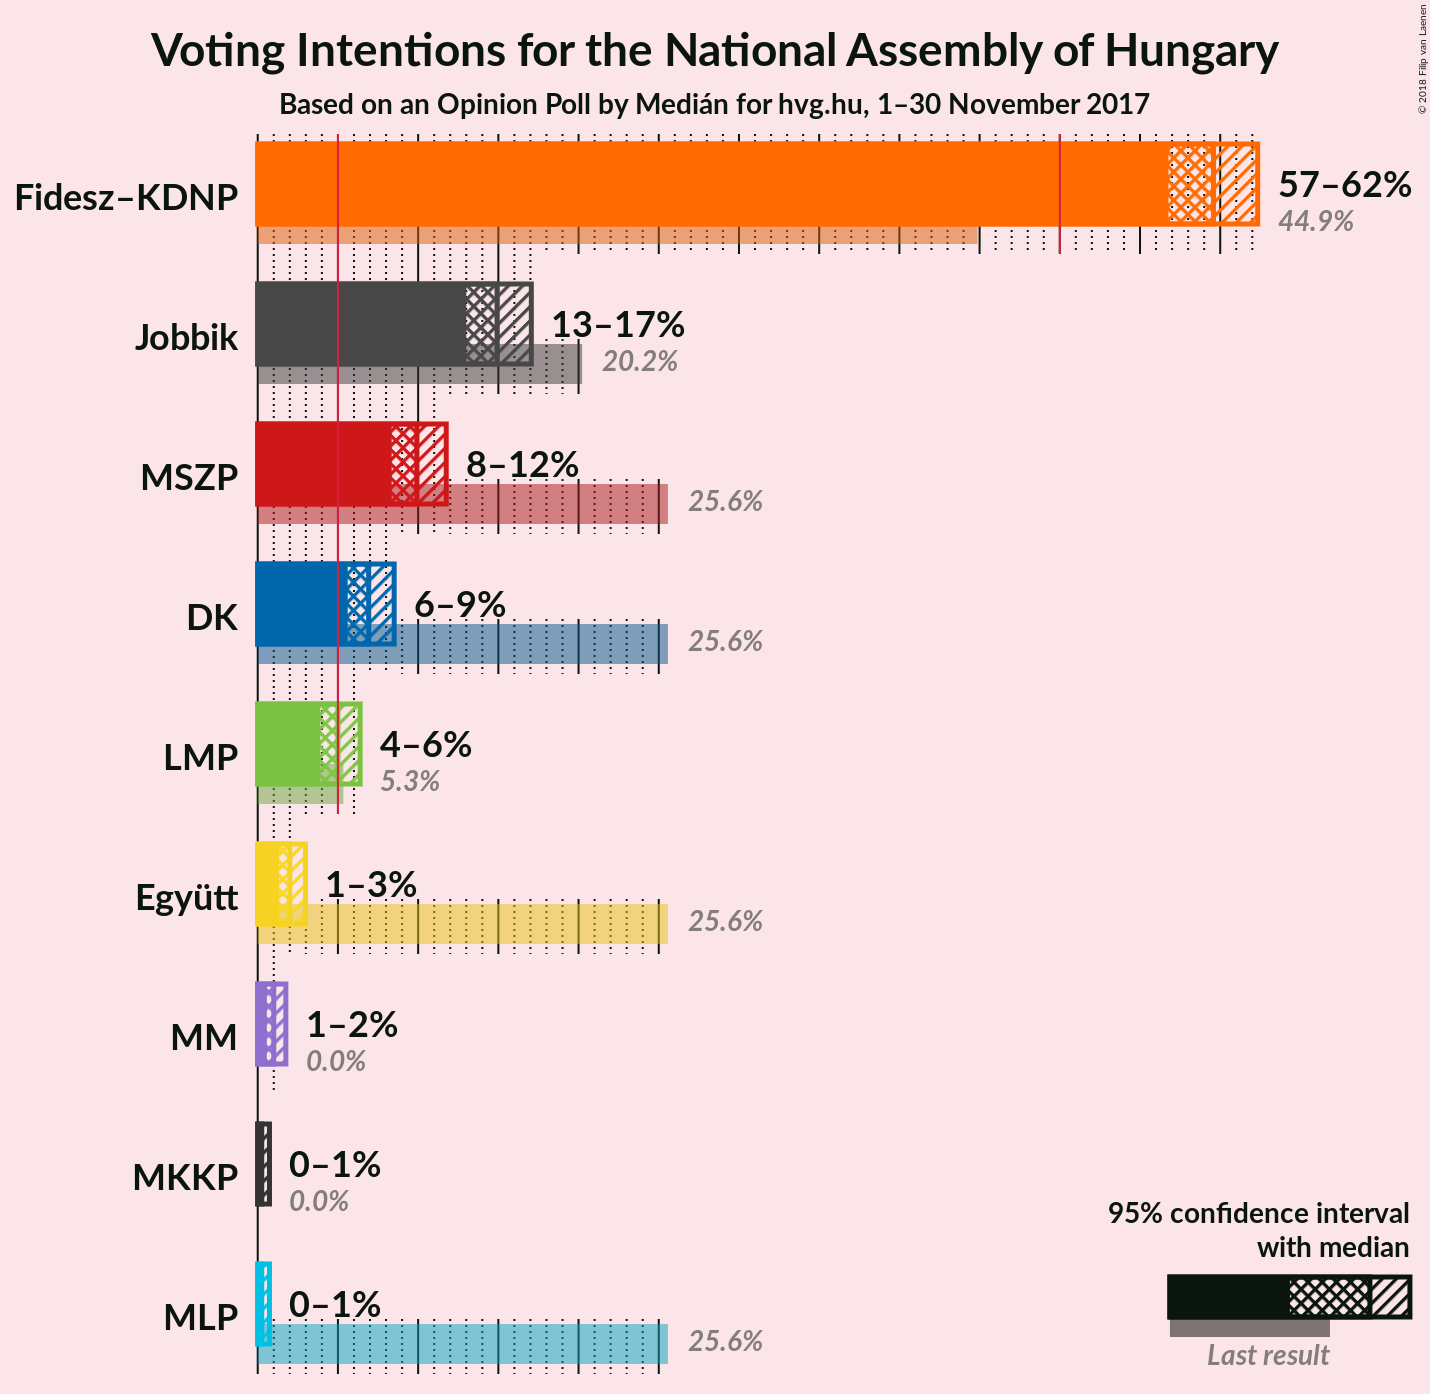 Voting Intentions for the National Assembly of Hungary
Based on an Opinion Poll by Medián for hvg.hu, 1–30 November 2017
© 2018 Filip van Laenen
Fidesz–KDNP
57–62%
44.9%
Jobbik
13–17%
20.2%
MSZP
8–12%
25.6%
DK
6–9%
25.6%
LMP
4–6%
5.3%
Együtt
1–3%
25.6%
MM
1–2%
0.0%
MKKP
0–1%
0.0%
MLP
0–1%
25.6%
95% confidence interval
with median
Last result